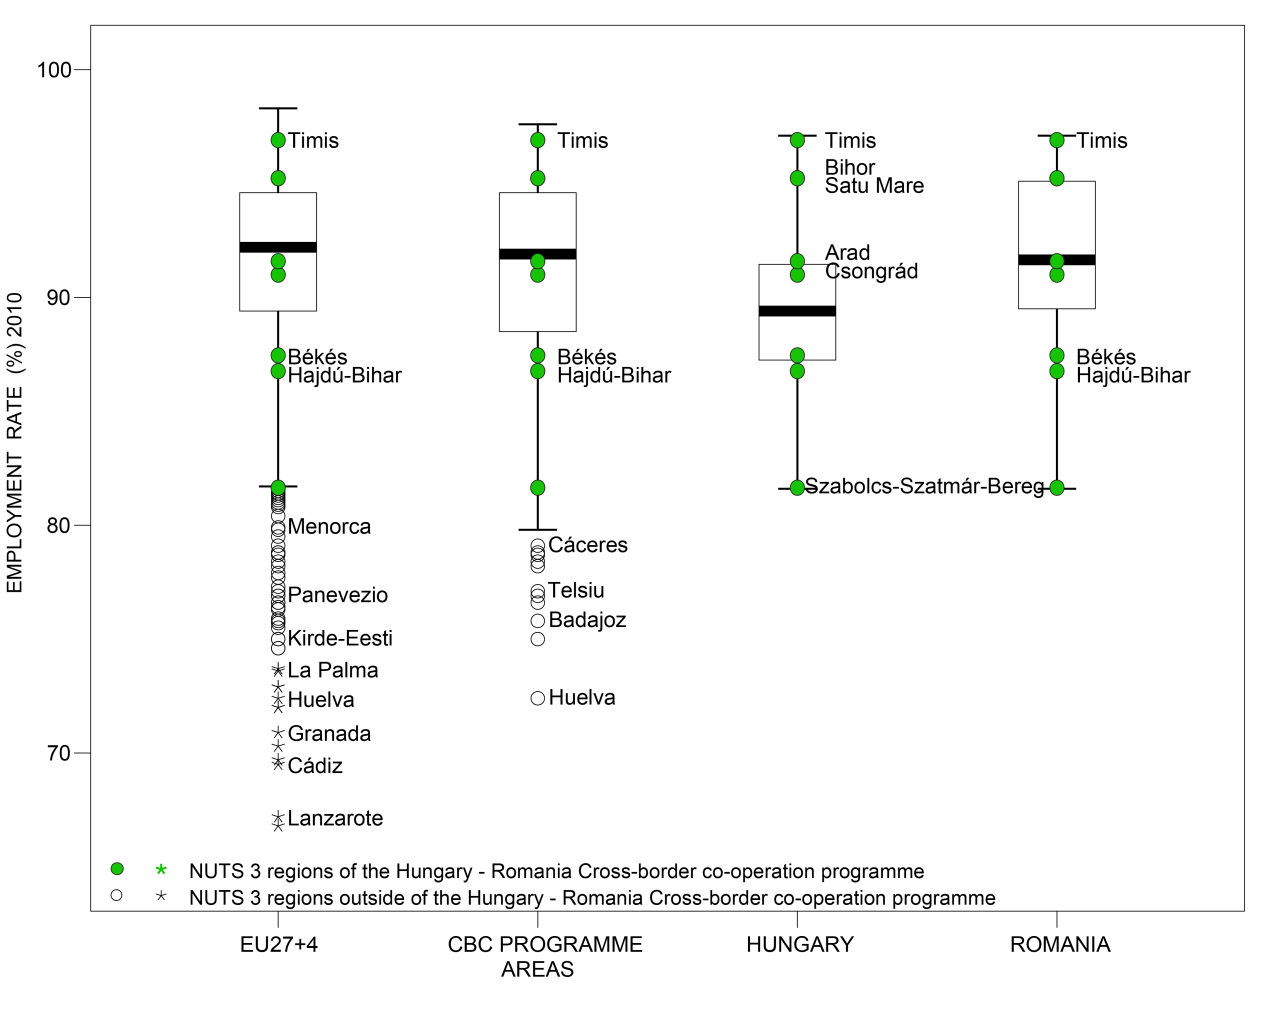 EMPLOYMENT RATE (%) 2010
100
90
80
70
Timis
Békés
Hajdú-Bihar
Menorca
Panevezio
Kirde-Eesti
La Palma
Huelva
Granada
Cádiz
Lanzarote
Timis
Békés
Hajdú-Bihar
Cáceres
Telsiu
Badajoz
Huelva
Timis
Bihor
Satu Mare
Arad
Csongrád
Szabolcs-Szatmár-Bereg
Timis
Békés
Hajdú-Bihar
NUTS 3 regions of the Hungary - Romania Cross-border co-operation programme
NUTS 3 regions outside of the Hungary - Romania Cross-border co-operation programme
EU27+4
CBC PROGRAMME
AREAS
HUNGARY
ROMANIA